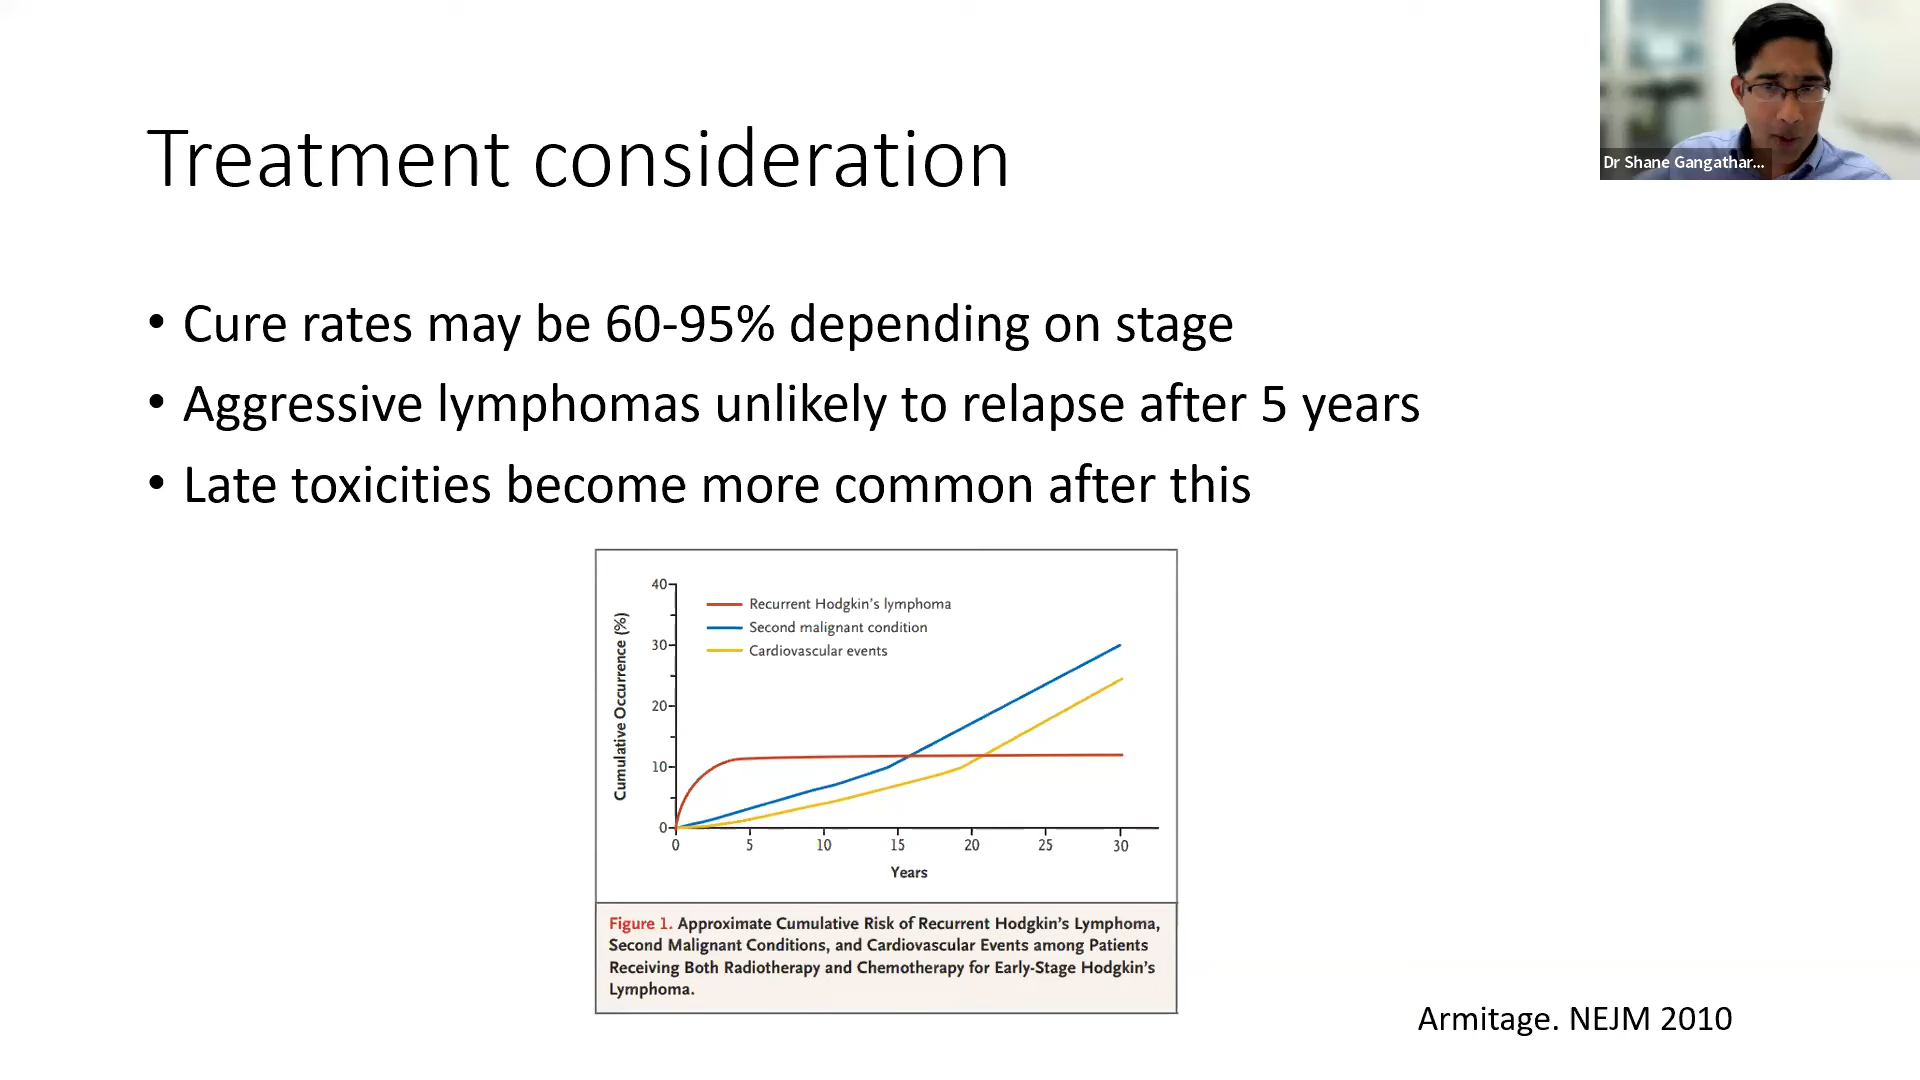 Treatment consideration
Dr Shane Gangathar...
• Cure rates may be 60-95% depending on stage
• Aggressive lymphomas unlikely to relapse after 5 years
• Late toxicities become more common after this
Cumulative Occurrence (%)
40
30
20
10
0
Recurrent Hodgkin's lymphoma
Second malignant condition
Cardiovascular events
0 5 10 15 20 25 30
Years
Figure 1. Approximate Cumulative Risk of Recurrent Hodgkin's Lymphoma,
Second Malignant Conditions, and Cardiovascular Events among Patients
Receiving Both Radiotherapy and Chemotherapy for Early-Stage Hodgkin's
Lymphoma.
Armitage. NEJM 2010